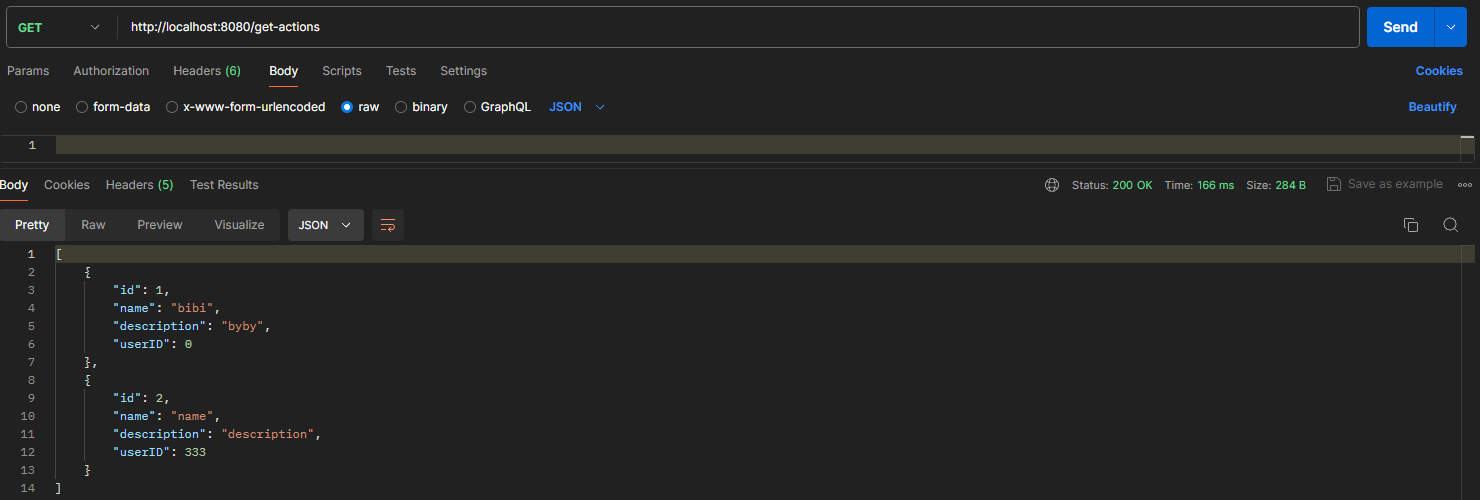 GET http://localhost:8080/get-actions Send
Params Authorization Headers (6) Body Scripts Tests Settings Cookies
none form-data x-www-form-urlencoded raw binary GraphQL JSON Beautify
1
Body Cookies Headers (5) Test Results Status: 200 OK Time: 166 ms Size: 284 B Save as example
Pretty Raw Preview Visualize JSON
1 [
2 {
3 "id": 1,
4 "name": "bibi",
5 "description": "byby",
6 "userID": 0
7 },
8 {
9 "id": 2,
10 "name": "name",
11 "description": "description",
12 "userID": 333
13 }
14 ]